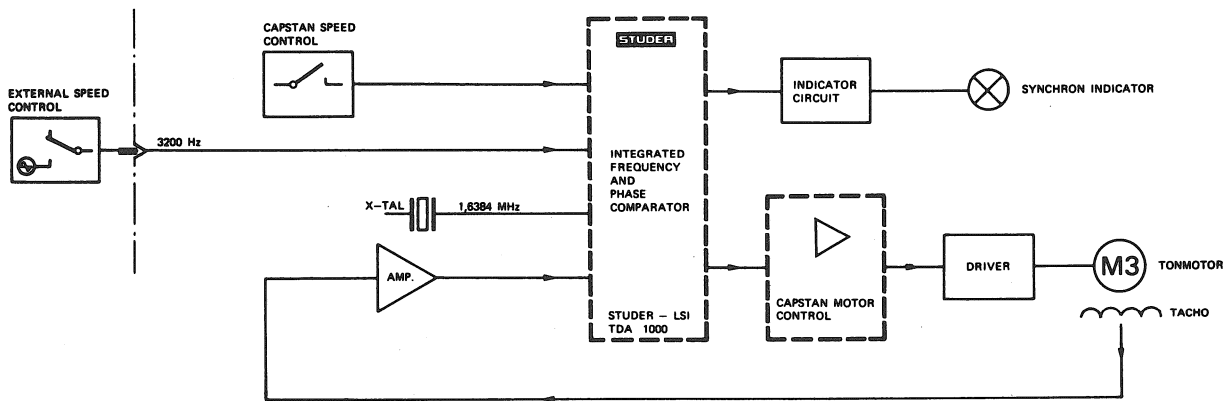 CAPSTAN SPEED
CONTROL
STUDER
EXTERNAL SPEED
CONTROL
INDICATOR
CIRCUIT
SYNCHRON INDICATOR
3200 Hz
INTEGRATED
FREQUENCY
AND
PHASE
COMPARATOR
X-TAL
1,6384 MHz
AMP.
DRIVER
M3
TONMOTOR
CAPSTAN MOTOR
CONTROL
TACHO
STUDER – LSI
TDA 1000